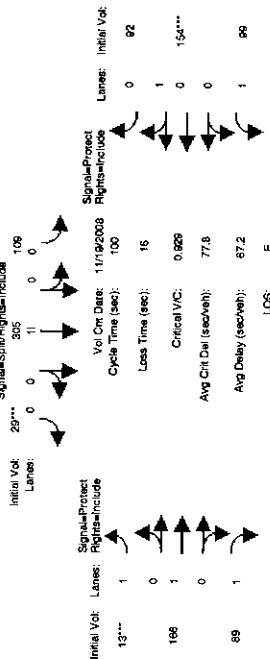 Signal=Split/Rights=Include
Initial Vol: 29*** 305 109
Lanes: 0 0 1! 0 0
Signal=Protect
Rights=Include
Initial Vol: Lanes:
13*** 1
0
166 1
0
89 1
Vol Cnt Date: 11/19/2008
Cycle Time (sec): 100
Loss Time (sec): 16
Critical V/C: 0.929
Avg Crit Del (sec/veh): 77.8
Avg Delay (sec/veh): 67.2
LOS: E
Signal=Protect
Rights=Include
Lanes: Initial Vol:
0 92
1
0 154***
0
1 99